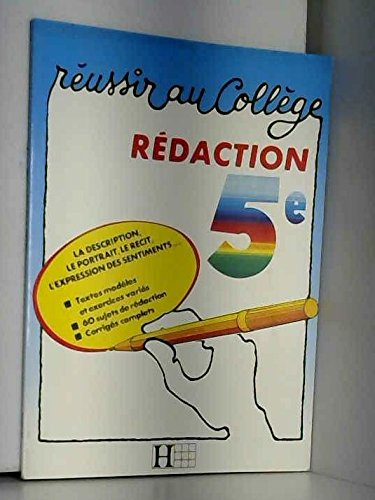 réussir au Collège
RÉDACTION
5e
LA DESCRIPTION,
LE PORTRAIT, LE RECIT,
L'EXPRESSION DES SENTIMENTS...
■ Textes modèles
et exercices variés
■ 60 sujets de rédaction
■ Corrigés complets
H